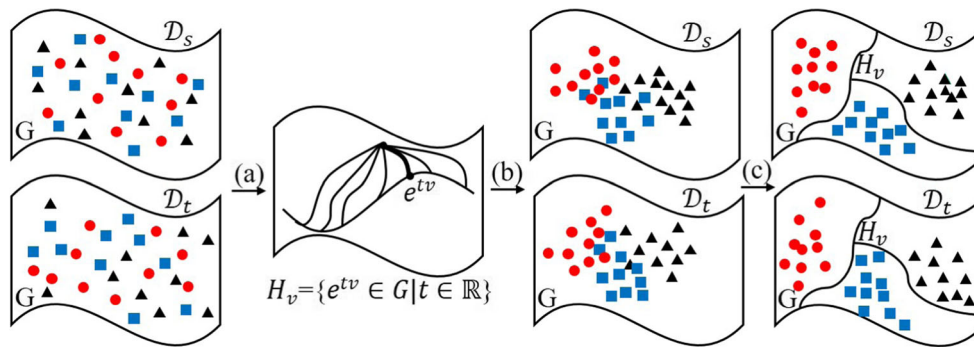 𝒟ₛ
G
𝒟ₜ
G
(a)
e^{tv}
H_v={e^{tv} ∈ G|t ∈ ℝ}
(b)
𝒟ₛ
G
𝒟ₜ
G
(c)
𝒟ₛ
H_v
G
𝒟ₜ
H_v
G